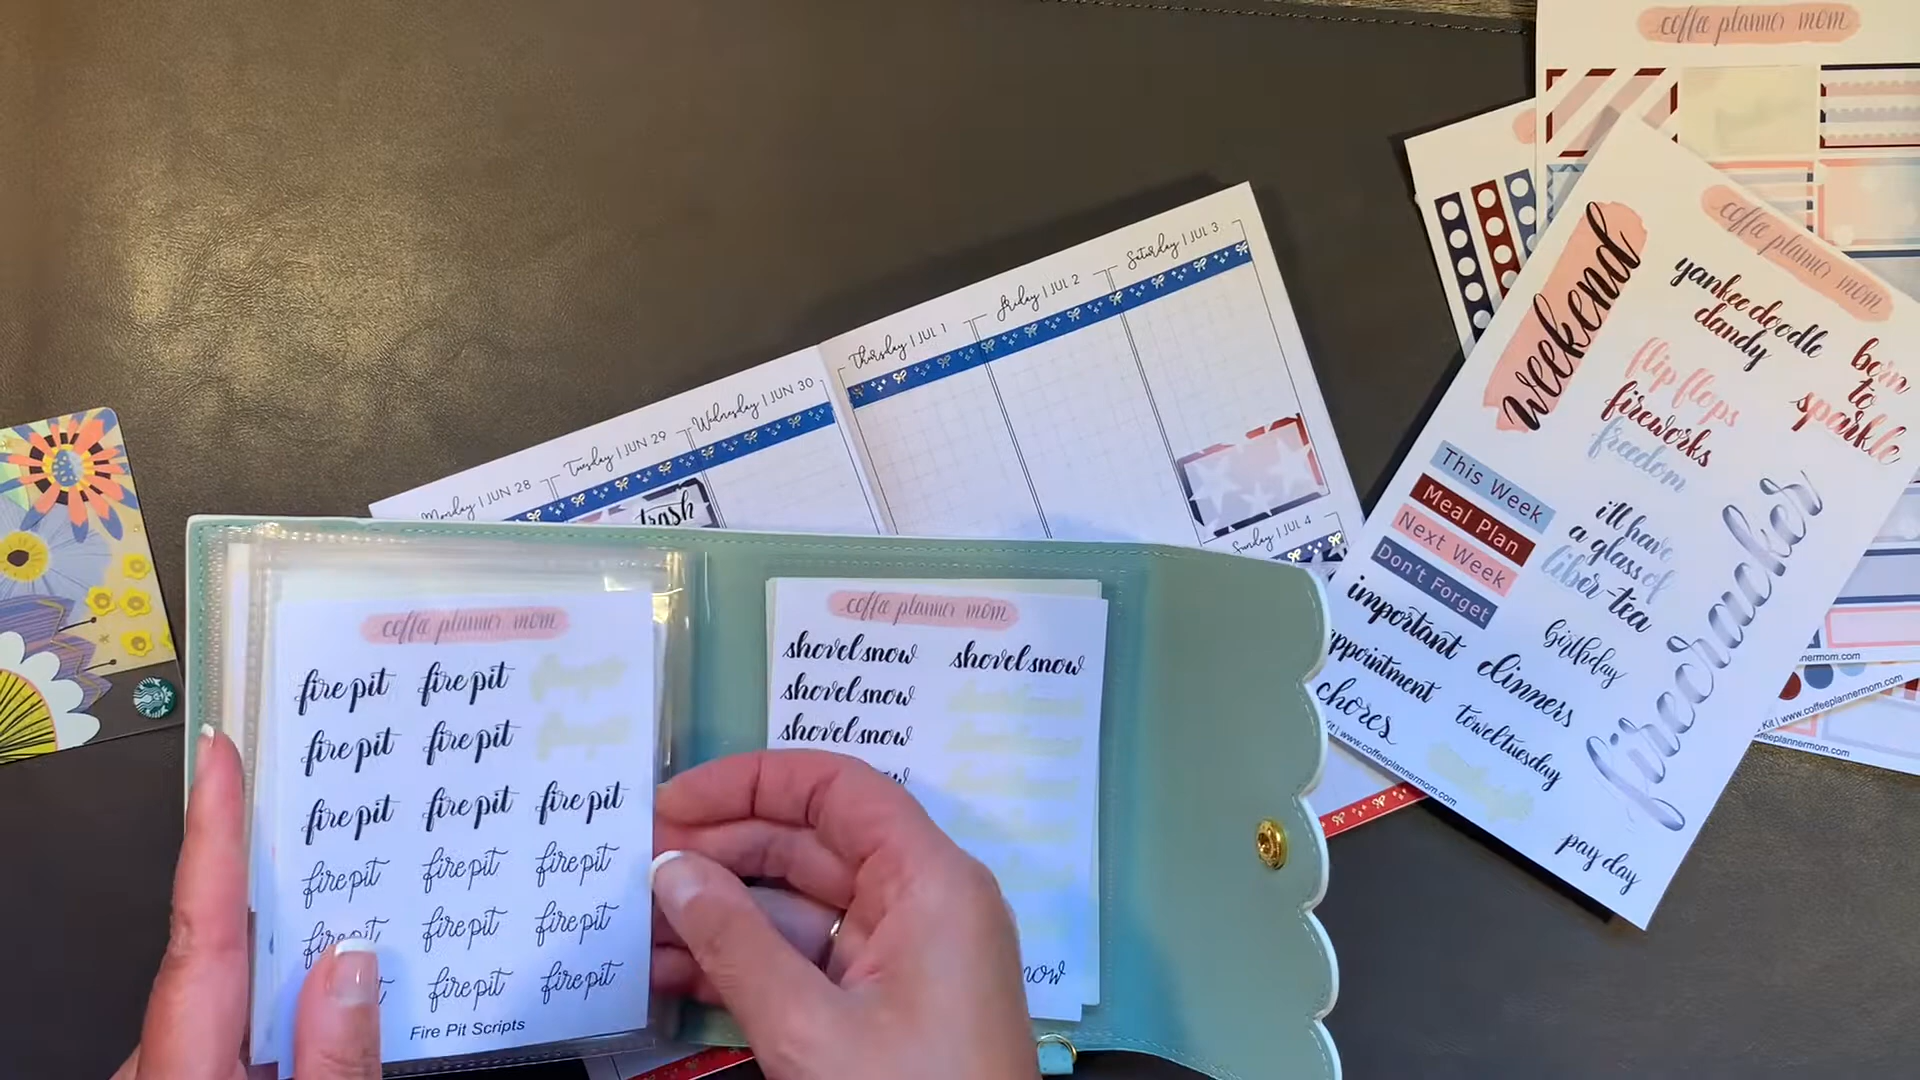 coffee planner mom
coffee planner mom
weekend
yankee doodle
dandy
born
to
sparkle
flip flops
fireworks
freedom
This Week
Meal Plan
Next Week
Don't Forget
i'll have
a glass of
liber-tea
firecracker
important
appointment
chores
birthday
dinners
towel tuesday
pay day
Kit | www.coffeeplannermom.com
Monday | JUN 28
Tuesday | JUN 29
Wednesday | JUN 30
Thursday | JUL 1
Friday | JUL 2
Saturday | JUL 3
Sunday | JUL 4
trash
coffee planner mom
fire pit fire pit
fire pit fire pit
fire pit fire pit fire pit
fire pit fire pit fire pit
fire pit fire pit fire pit
fire pit fire pit
Fire Pit Scripts
coffee planner mom
shovel snow shovel snow
shovel snow
shovel snow